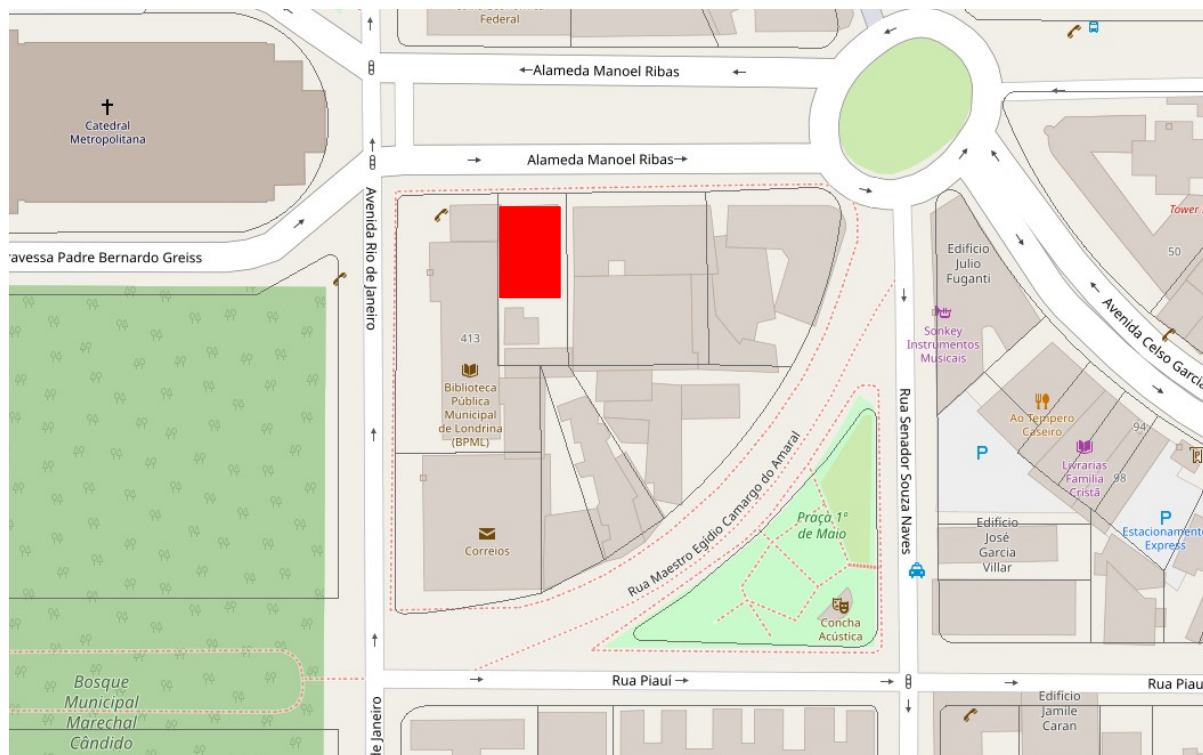 Federal
Alameda Manoel Ribas
Catedral
Metropolitana
Alameda Manoel Ribas
Tower
Avenida Rio de Janeiro
ravessa Padre Bernardo Greiss
Edificio
Julio
Fuganti
50
Avenida Celso Garcia
Sonkey
Instrumentos
Musicais
413
Biblioteca
Pública
Municipal
de Londrina
(BPML)
Rua Senador Souza Naves
Ao Tempero
Caseiro
94
P
Livrarias
Família
Cristã
98
Rua Maestro Egídio Camargo do Amaral
Praça 1º
de Maio
P
Estacionamento
Express
Correios
Edifício
José
Garcia
Villar
Concha
Acústica
Rua Piauí
Rua Piau
Bosque
Municipal
Marechal
Cândido
de Janeiro
Edifício
Jamile
Caran